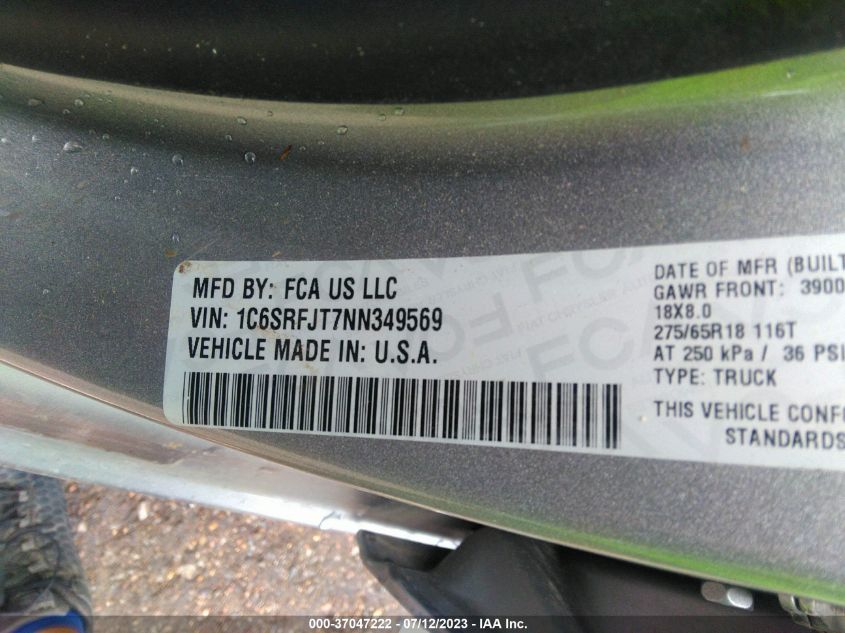 MFD BY: FCA US LLC
VIN: 1C6SRFJT7NN349569
VEHICLE MADE IN: U.S.A.
DATE OF MFR (BUILT
GAWR FRONT: 3900
18X8.0
275/65R18 116T
AT 250 kPa / 36 PSI
TYPE: TRUCK
THIS VEHICLE CONFO
STANDARDS
000-37047222 - 07/12/2023 - IAA Inc.